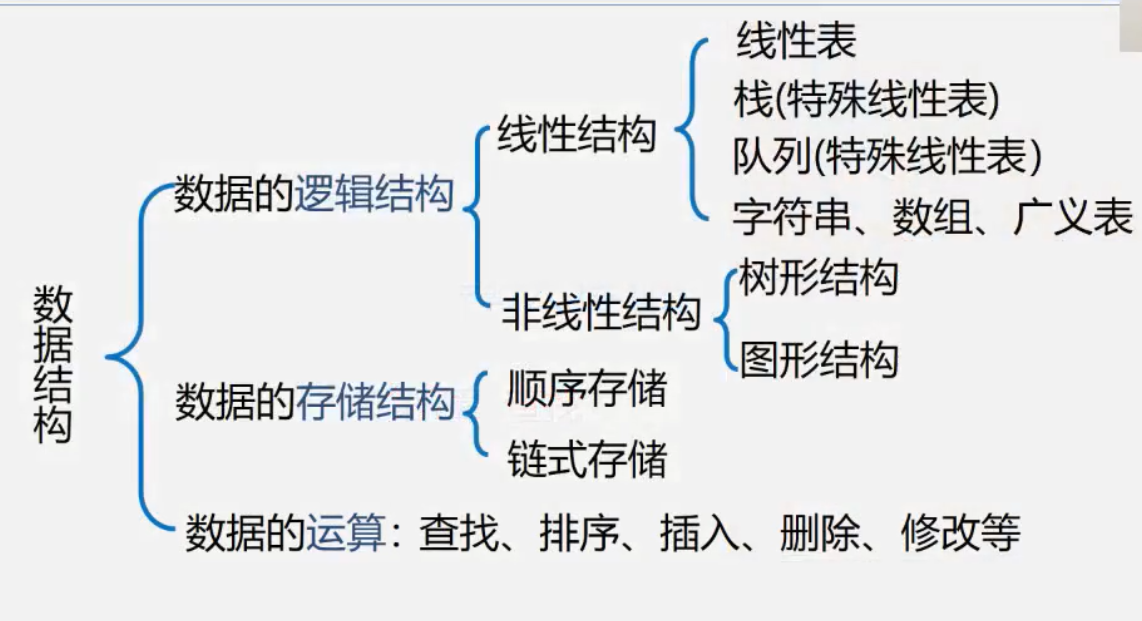 数据结构
数据的逻辑结构
线性结构
线性表
栈(特殊线性表)
队列(特殊线性表）
字符串、数组、广义表
非线性结构
树形结构
图形结构
数据的存储结构
顺序存储
链式存储
数据的运算：查找、排序、插入、删除、修改等